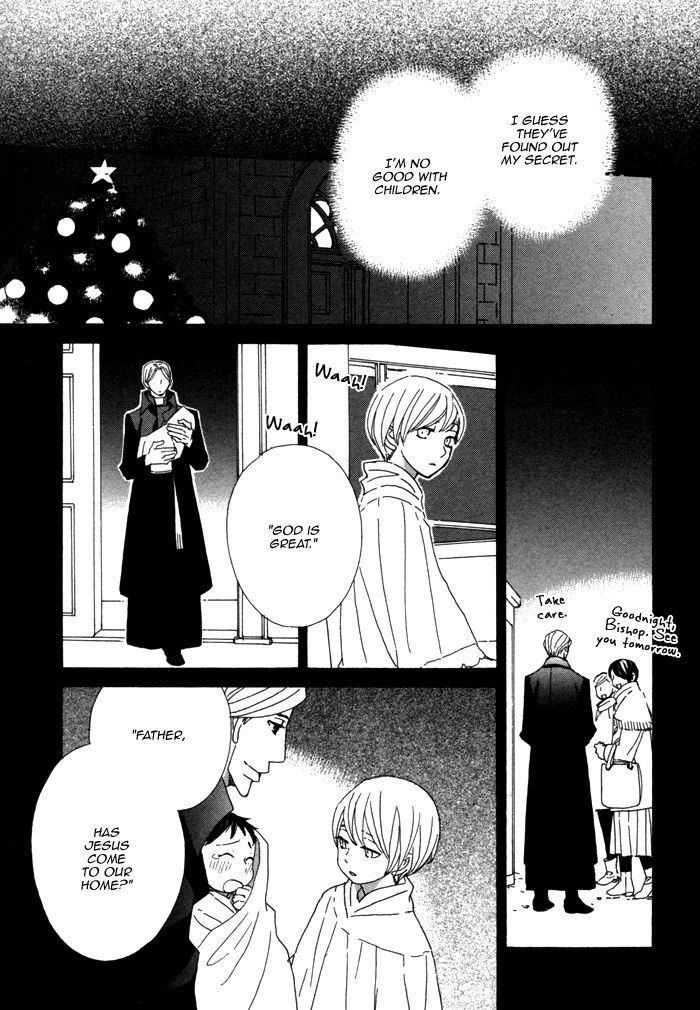 I GUESS
THEY'VE
FOUND OUT
MY SECRET.
I'M NO
GOOD WITH
CHILDREN.
Take
care.
Goodnight,
Bishop. See
you tomorrow.
Waah!
Waah!
"GOD IS
GREAT."
"FATHER,
HAS
JESUS
COME
TO OUR
HOME?"